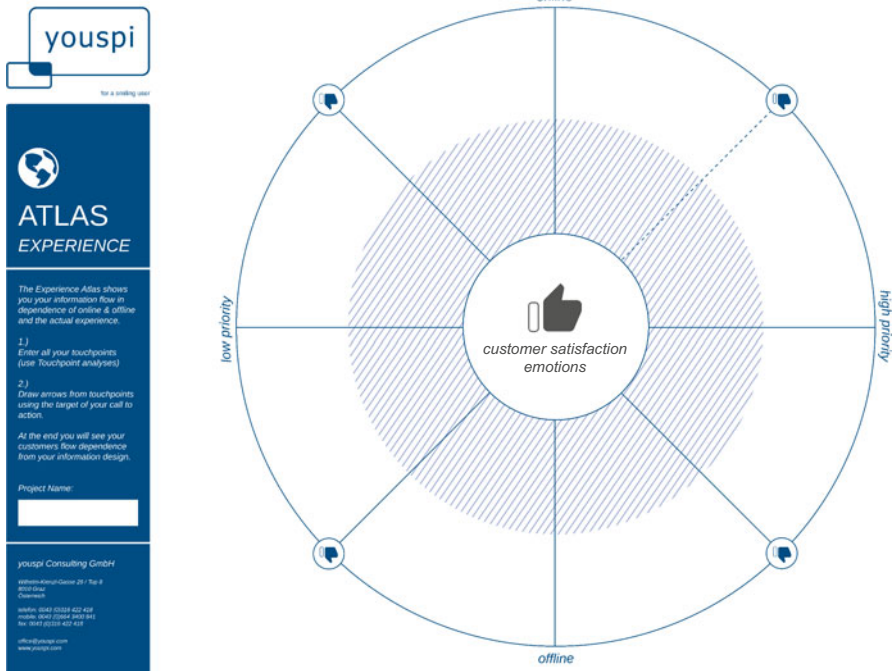 youspi
for a smiling user
ATLAS
EXPERIENCE
The Experience Atlas shows
you your information flow in
dependence of online & offline
and the actual experience.
1.)
Enter all your touchpoints
(use Touchpoint analyses)
2.)
Draw arrows from touchpoints
using the target of your call to
action.
At the end you will see your
customers flow dependence
from your information design.
Project Name:
youspi Consulting GmbH
8010 Graz
Österreich
office@youspi.com
www.youspi.com
low priority
customer satisfaction
emotions
high priority
offline